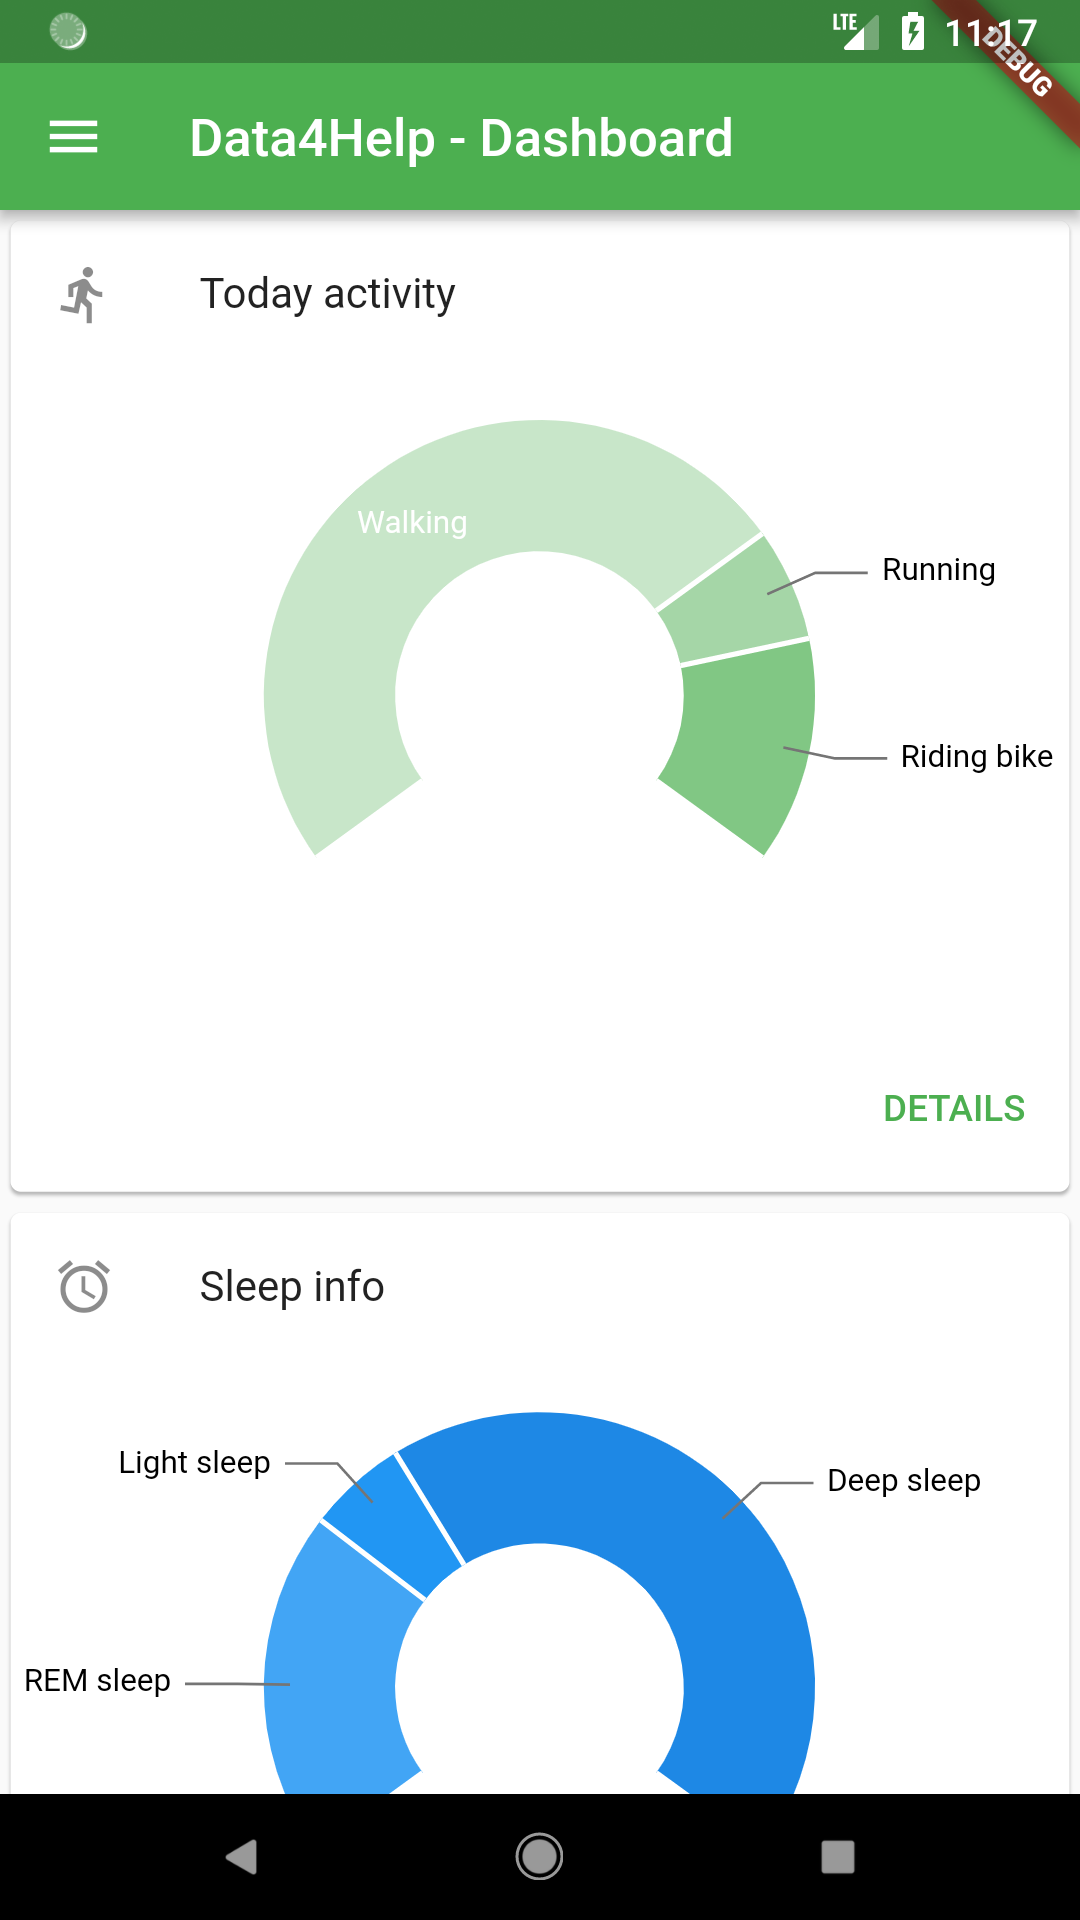 LTE 11:17
DEBUG
Data4Help - Dashboard
Today activity
Walking
Running
Riding bike
DETAILS
Sleep info
Light sleep
Deep sleep
REM sleep